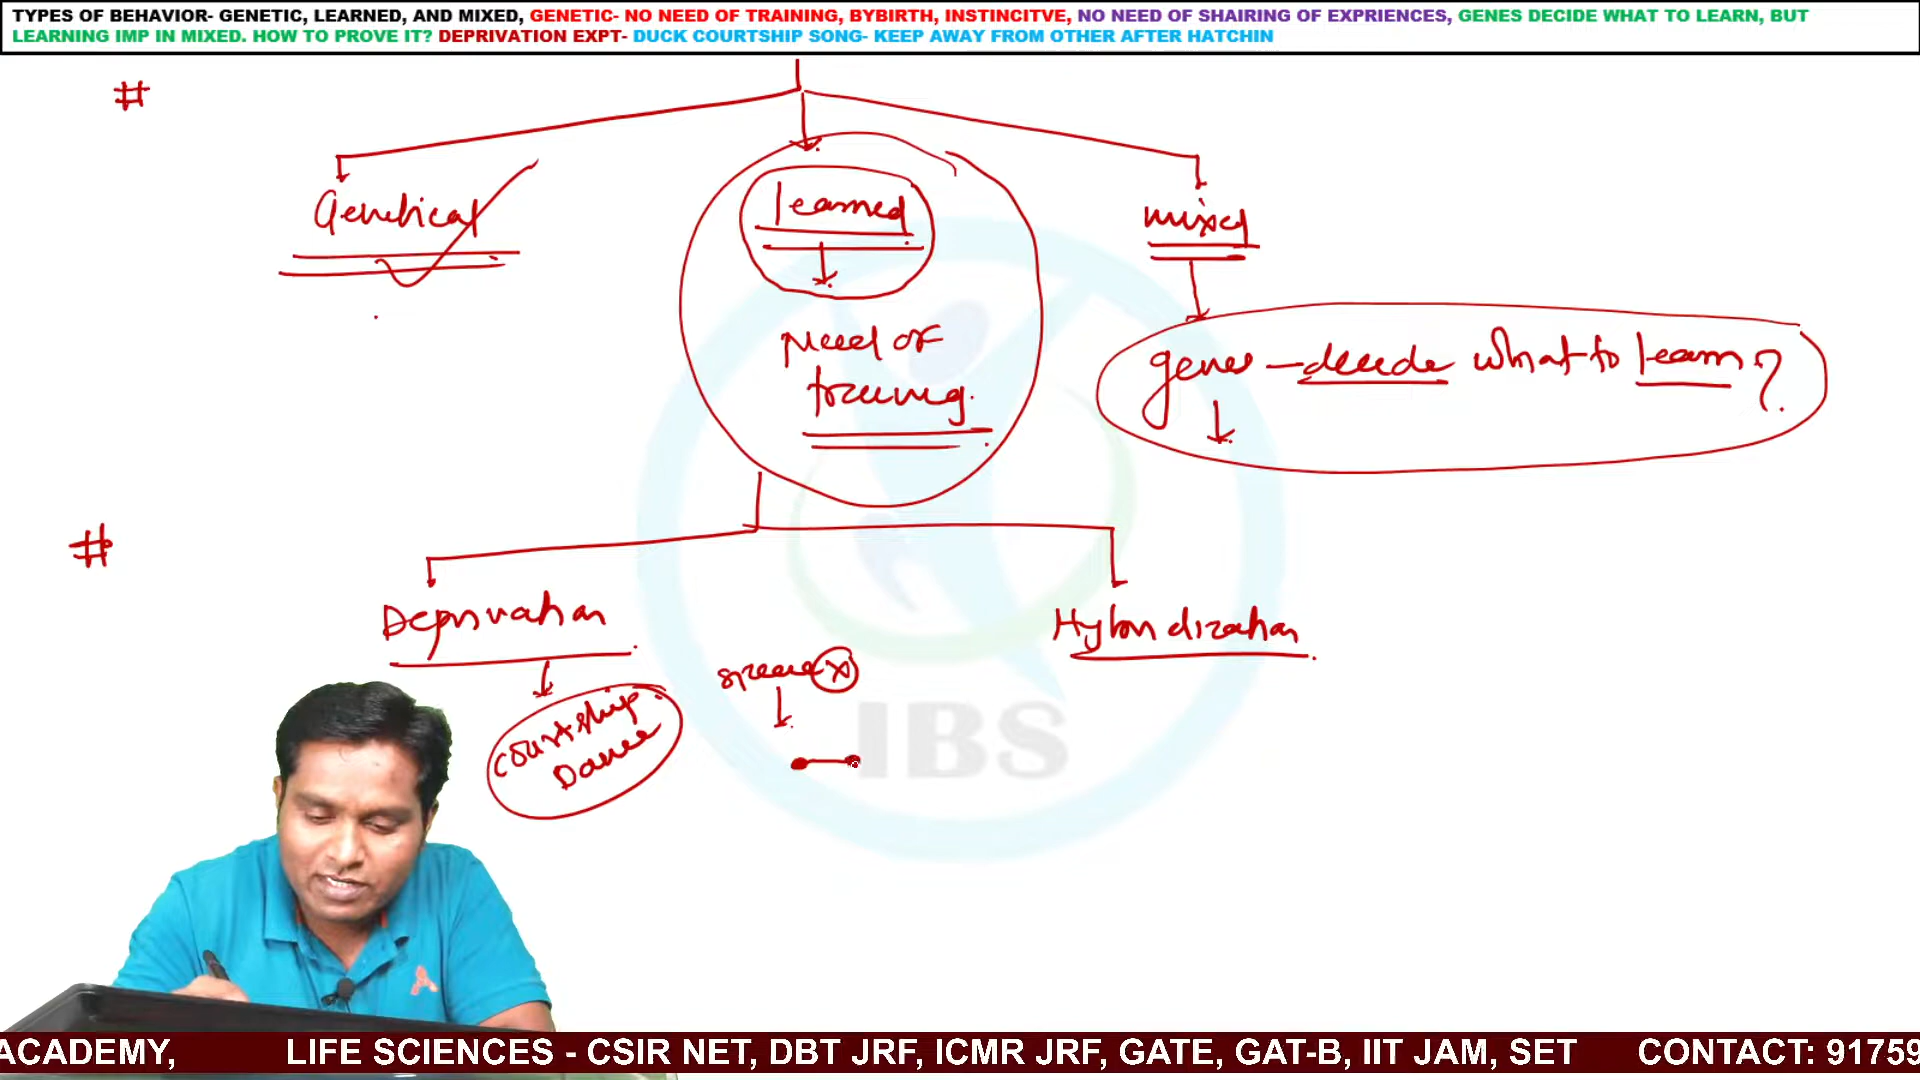 TYPES OF BEHAVIOR- GENETIC, LEARNED, AND MIXED, GENETIC- NO NEED OF TRAINING, BYBIRTH, INSTINCITVE, NO NEED OF SHAIRING OF EXPRIENCES, GENES DECIDE WHAT TO LEARN, BUT
LEARNING IMP IN MIXED. HOW TO PROVE IT? DEPRIVATION EXPT- DUCK COURTSHIP SONG- KEEP AWAY FROM OTHER AFTER HATCHIN
#
Genetical
learned
mixed
Need of
training.
genes - decide what to learn?
#
Deprivation
Hybridization
X
courtship
Dance
IBS
ACADEMY, LIFE SCIENCES - CSIR NET, DBT JRF, ICMR JRF, GATE, GAT-B, IIT JAM, SET CONTACT: 91759